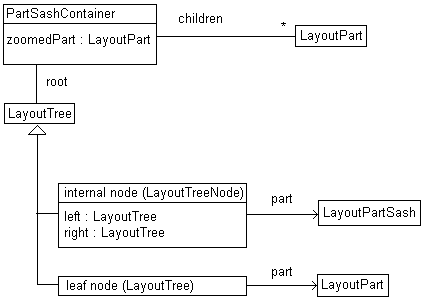 PartSashContainer
children
zoomedPart : LayoutPart
*
LayoutPart
root
LayoutTree
internal node (LayoutTreeNode)
part
left : LayoutTree
LayoutPartSash
right : LayoutTree
part
leaf node (LayoutTree)
LayoutPart